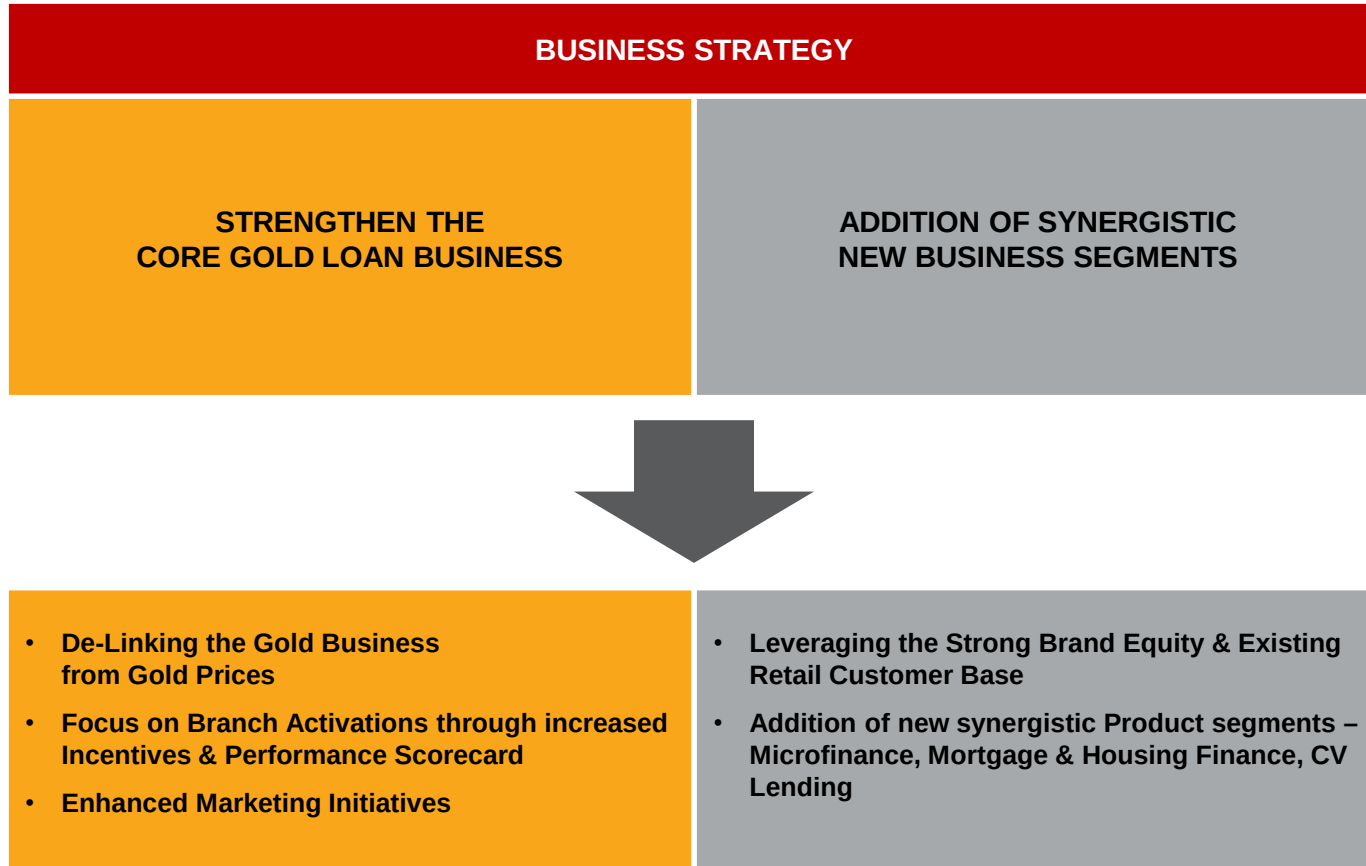 BUSINESS STRATEGY
STRENGTHEN THE
CORE GOLD LOAN BUSINESS
ADDITION OF SYNERGISTIC
NEW BUSINESS SEGMENTS
• De-Linking the Gold Business
from Gold Prices
• Focus on Branch Activations through increased
Incentives & Performance Scorecard
• Enhanced Marketing Initiatives
• Leveraging the Strong Brand Equity & Existing
Retail Customer Base
• Addition of new synergistic Product segments –
Microfinance, Mortgage & Housing Finance, CV
Lending